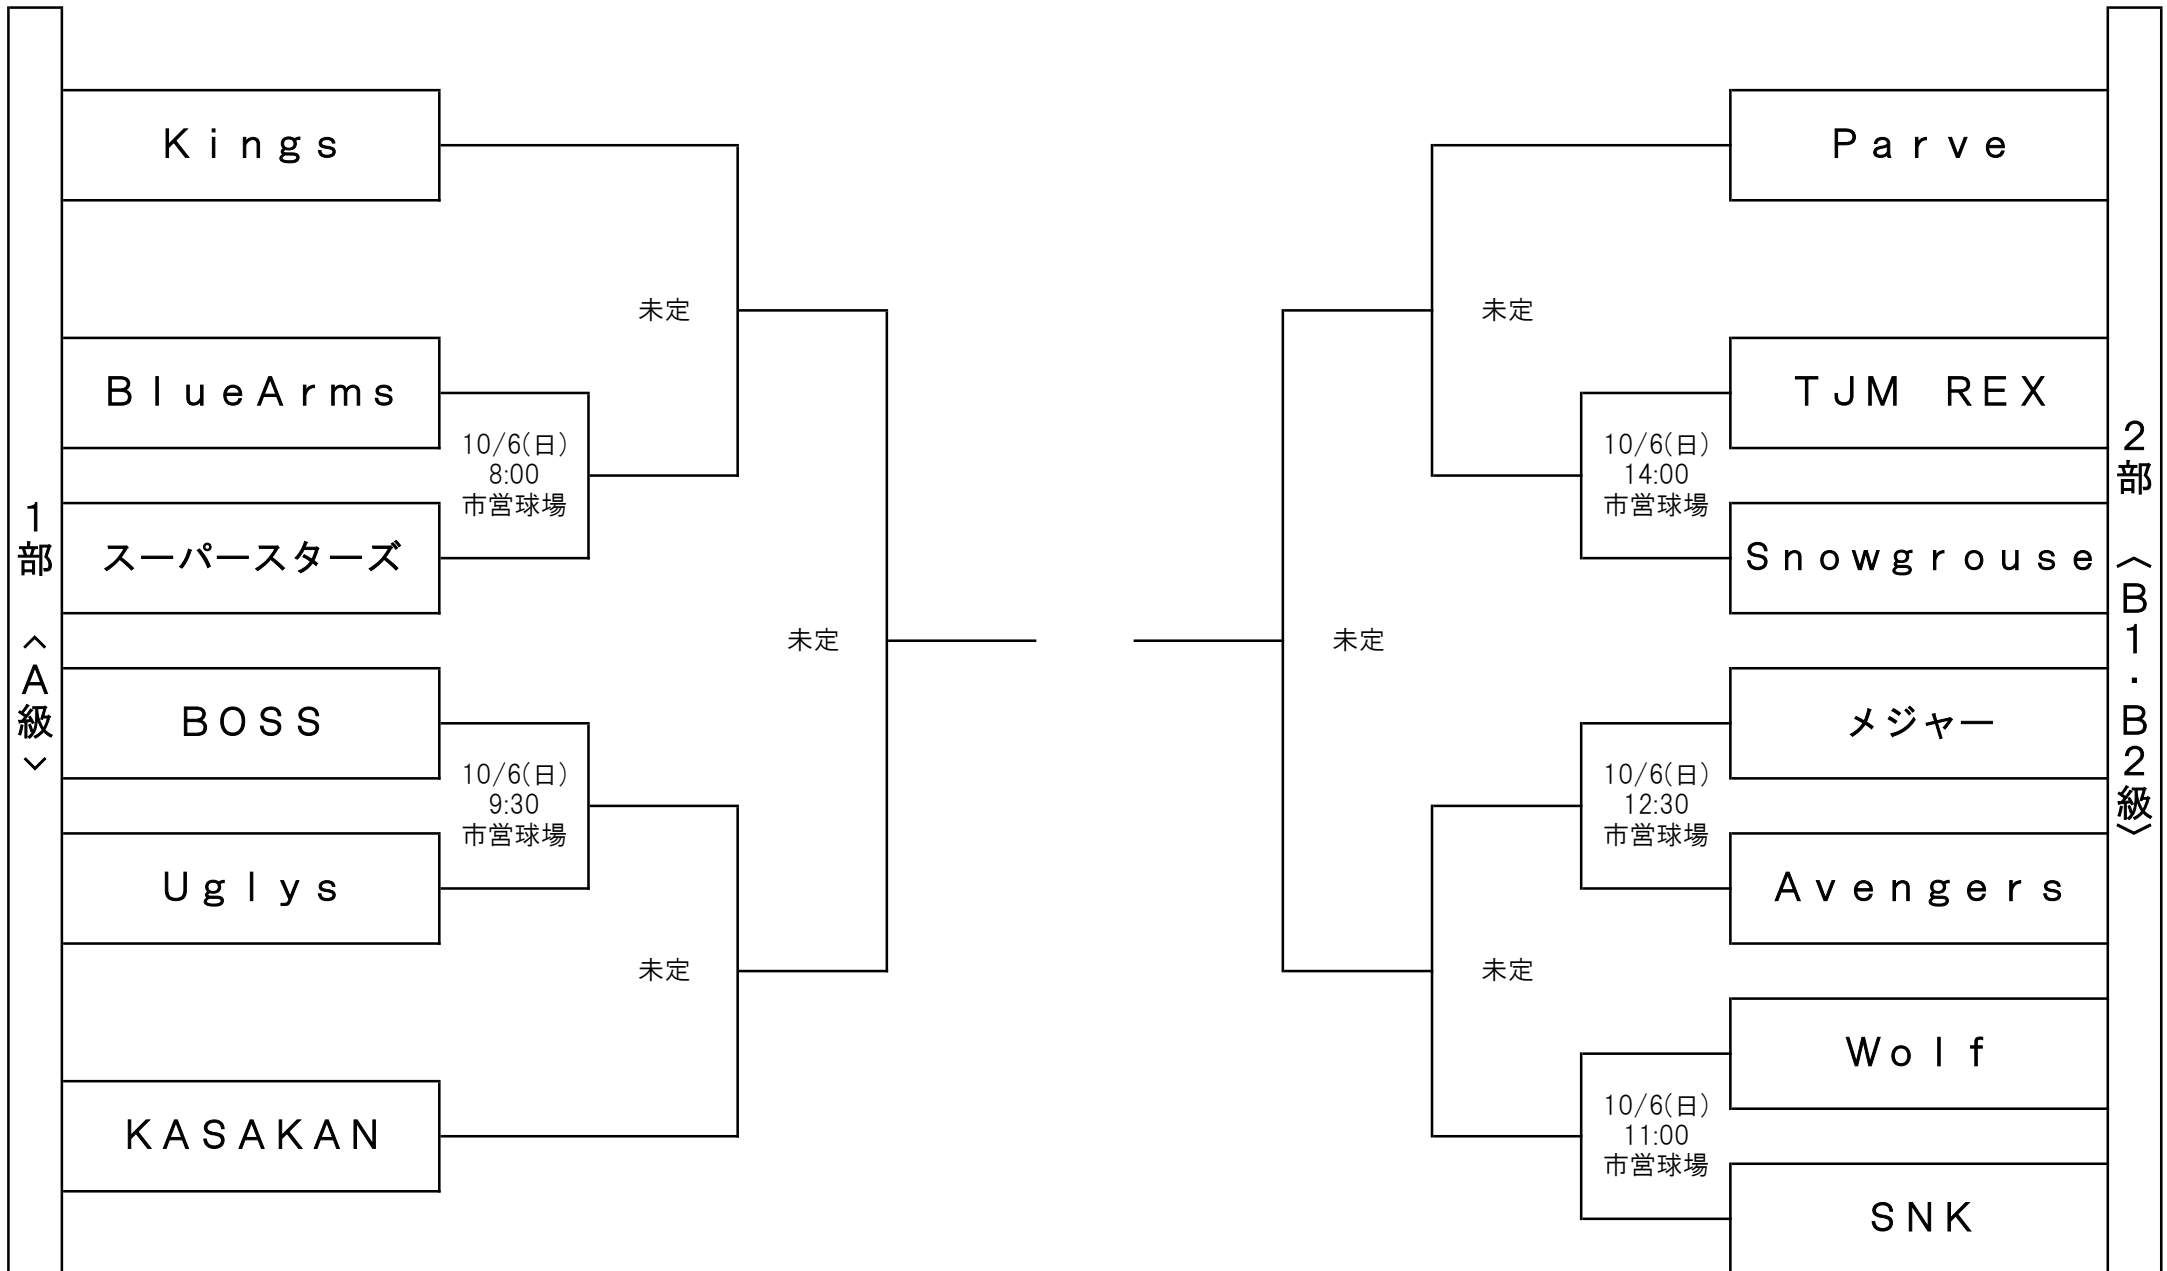 1部 〈A級〉
Kings
未定
BlueArms
10/6(日)
8:00
市営球場
スーパースターズ
未定
BOSS
10/6(日)
9:30
市営球場
Uglys
未定
KASAKAN
Parve
未定
TJM REX
10/6(日)
14:00
市営球場
Snowgrouse
未定
メジャー
10/6(日)
12:30
市営球場
Avengers
未定
Wolf
10/6(日)
11:00
市営球場
SNK
2部 〈B1・B2級〉